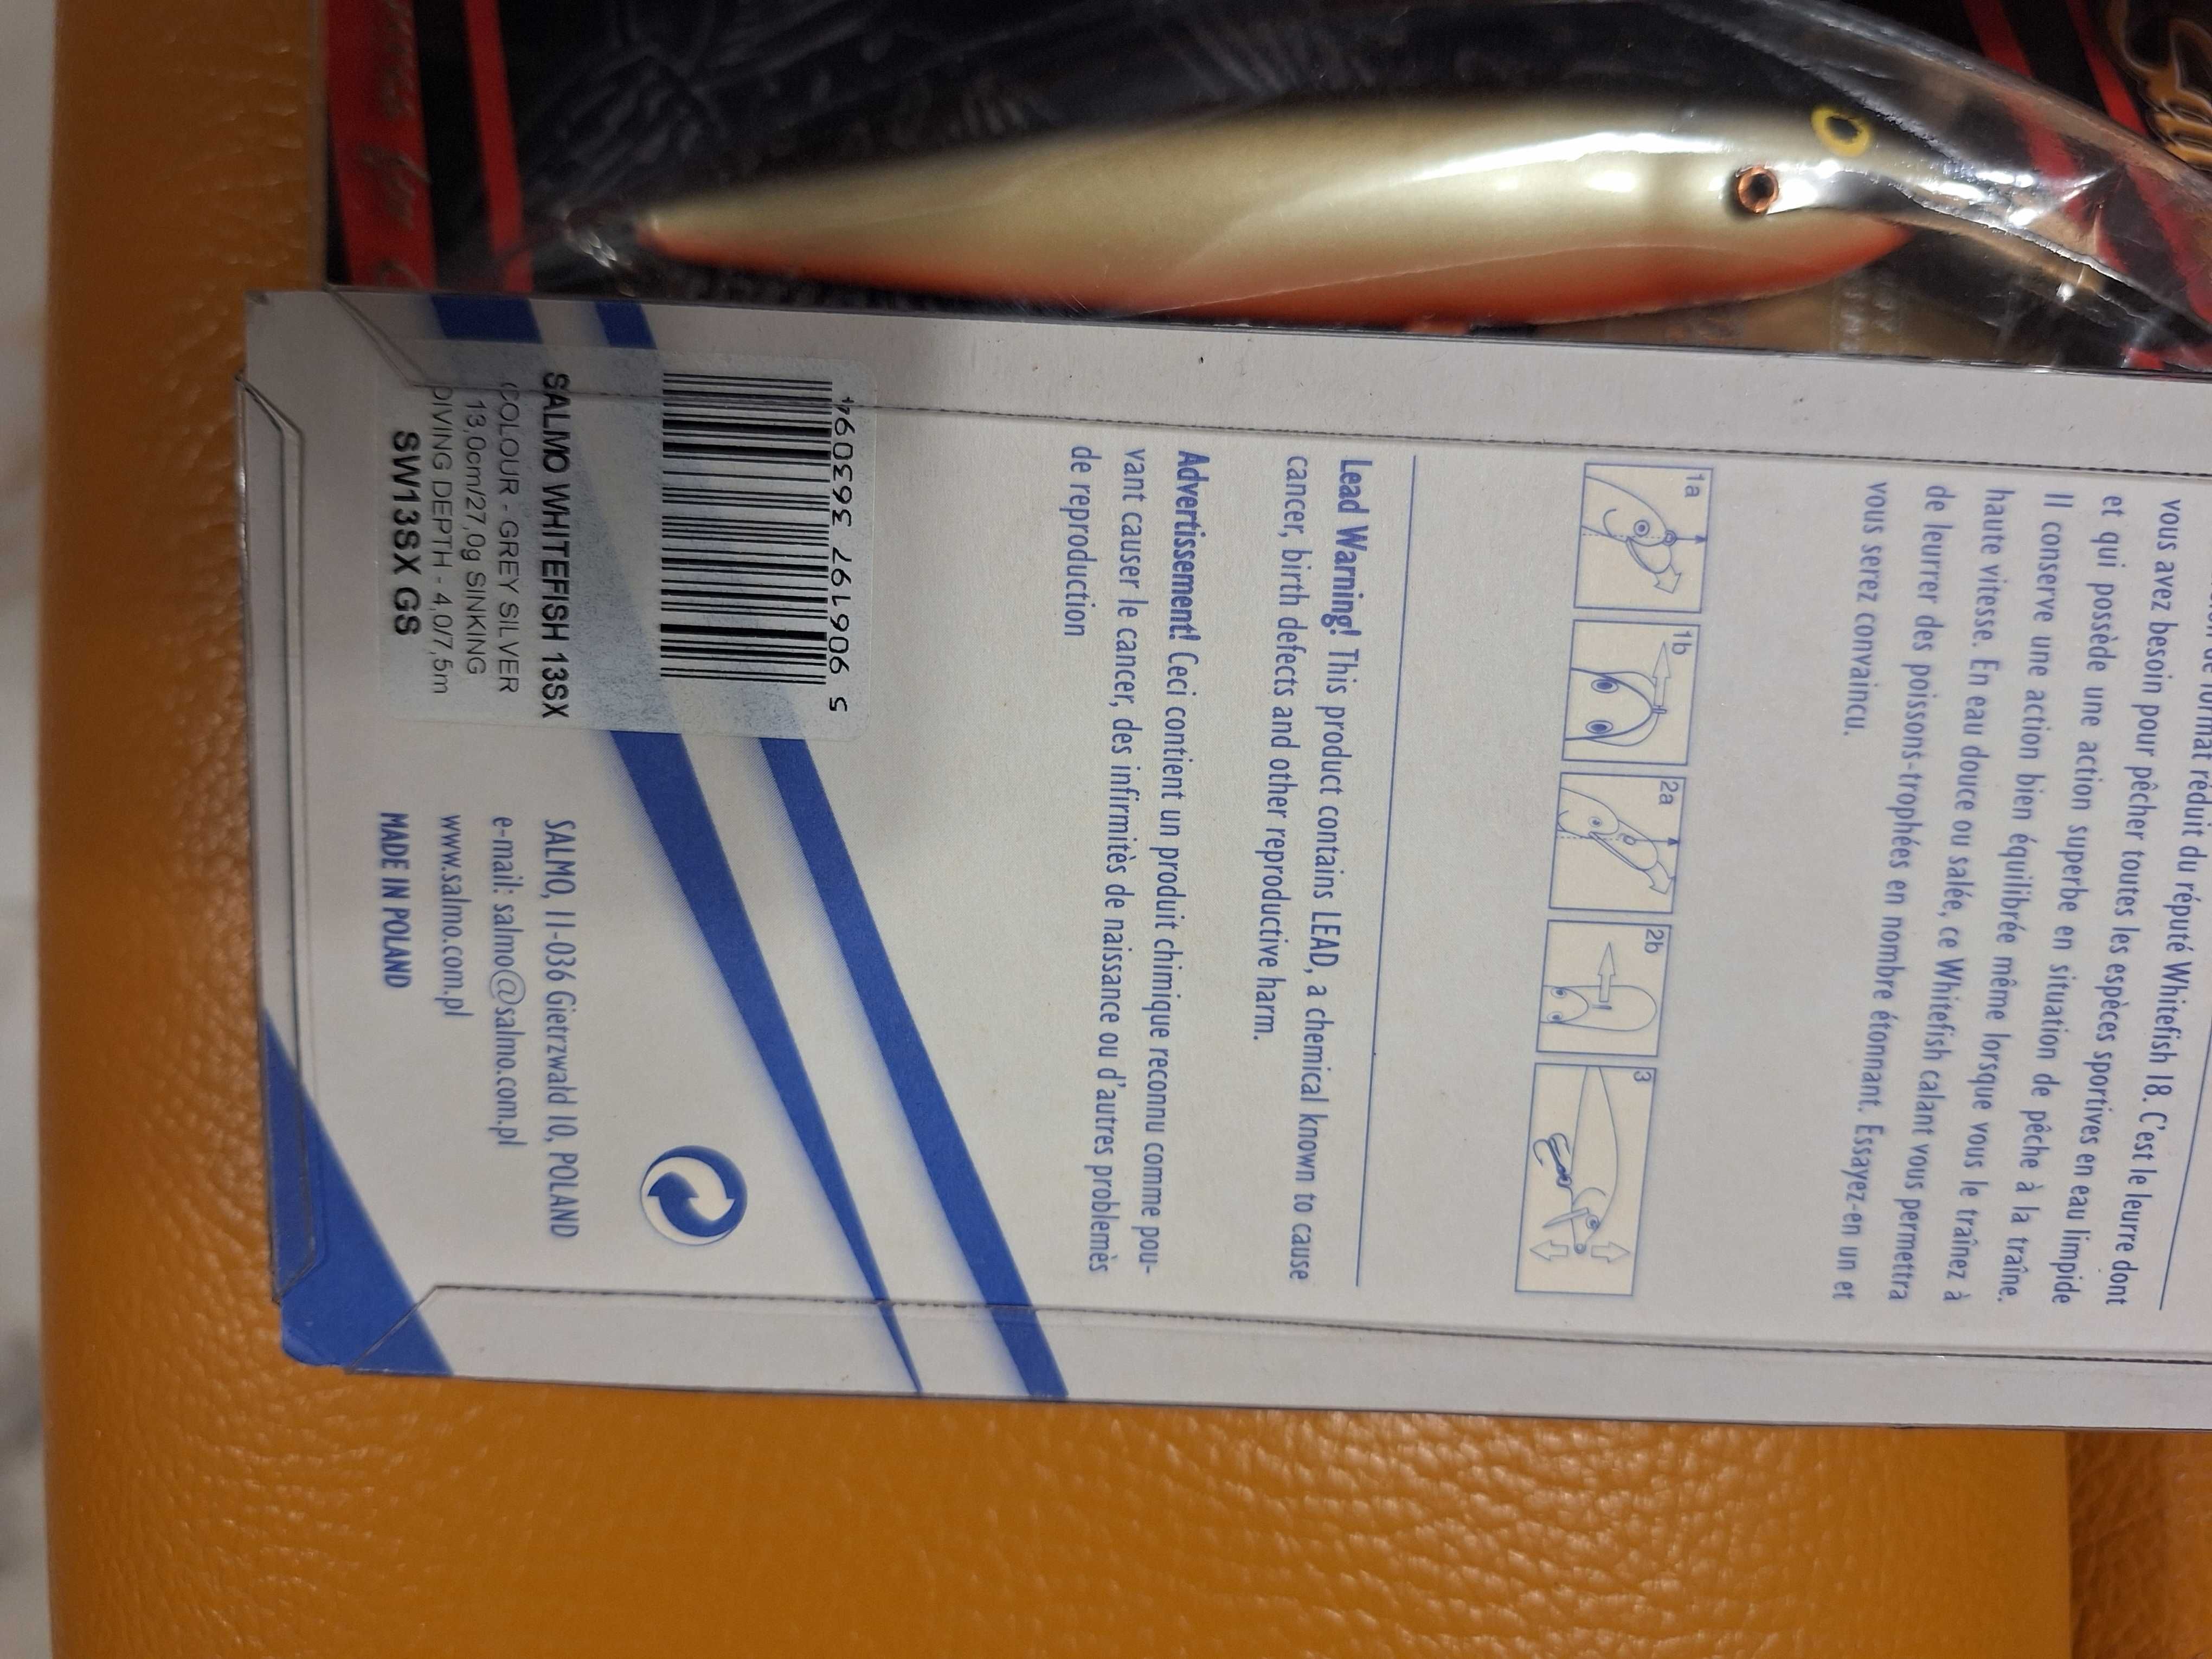 format réduit du réputé Whitefish 18. C'est le leurre dont
vous avez besoin pour pêcher toutes les espèces sportives en eau limpide
et qui possède une action superbe en situation de pêche à la traîne.
Il conserve une action bien équilibrée même lorsque vous le traînez à
haute vitesse. En eau douce ou salée, ce Whitefish calant vous permettra
de leurrer des poissons-trophées en nombre étonnant. Essayez-en un et
vous serez convaincu.
1a 1b 2a 2b 3
Lead Warning! This product contains LEAD, a chemical known to cause
cancer, birth defects and other reproductive harm.
Advertissement! Ceci contient un produit chimique reconnu comme pou-
vant causer le cancer, des infirmitès de naissance ou d'autres problemès
de reproduction
5 906197 363094
SALMO WHITEFISH 13SX
COLOUR - GREY SILVER
13,0cm/27,0g SINKING
DIVING DEPTH - 4,0/7,5m
SW13SX GS
SALMO, 11-036 Gietrzwald 10, POLAND
e-mail: salmo@salmo.com.pl
www.salmo.com.pl
MADE IN POLAND